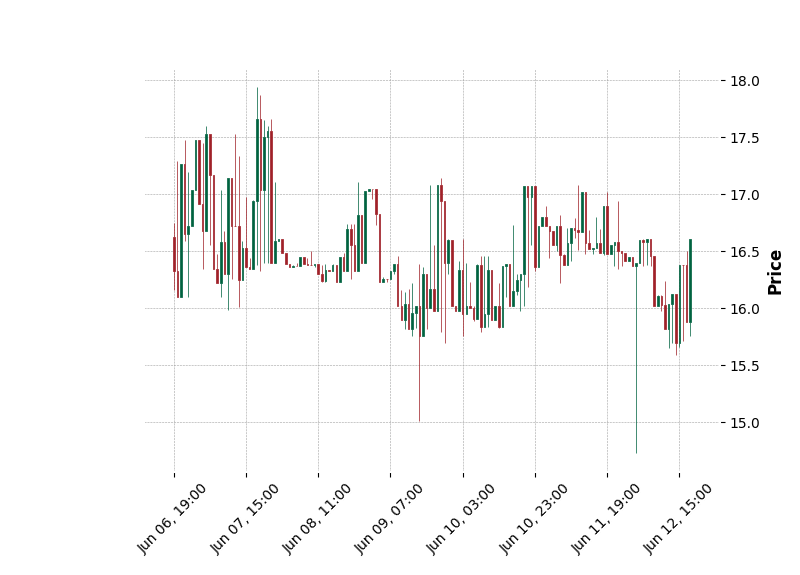 18.0
17.5
17.0
16.5
16.0
15.5
15.0
Price
Jun 06, 19:00
Jun 07, 15:00
Jun 08, 11:00
Jun 09, 07:00
Jun 10, 03:00
Jun 10, 23:00
Jun 11, 19:00
Jun 12, 15:00